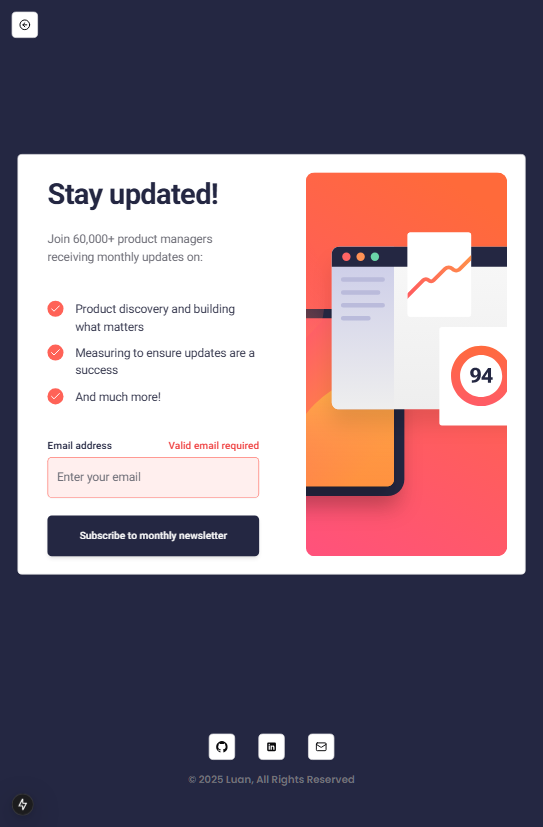 Stay updated!
Join 60,000+ product managers
receiving monthly updates on:
Product discovery and building
what matters
Measuring to ensure updates are a
success
And much more!
Email address
Valid email required
Enter your email
Subscribe to monthly newsletter
94
© 2025 Luan, All Rights Reserved